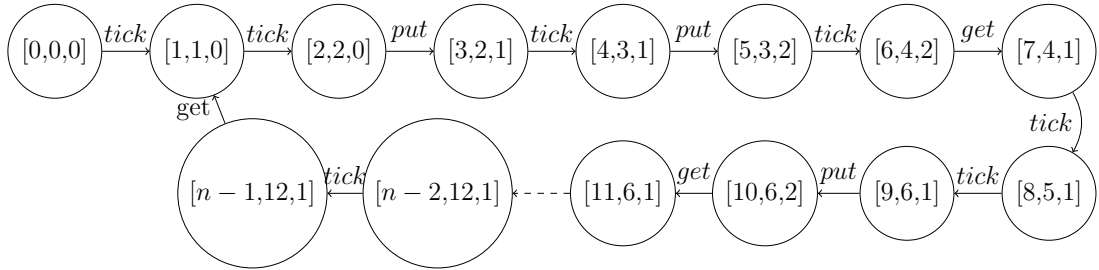 tick tick put tick put tick get
[0,0,0] [1,1,0] [2,2,0] [3,2,1] [4,3,1] [5,3,2] [6,4,2] [7,4,1]
get tick
tick get put tick
[n − 1,12,1] [n − 2,12,1] [11,6,1] [10,6,2] [9,6,1] [8,5,1]